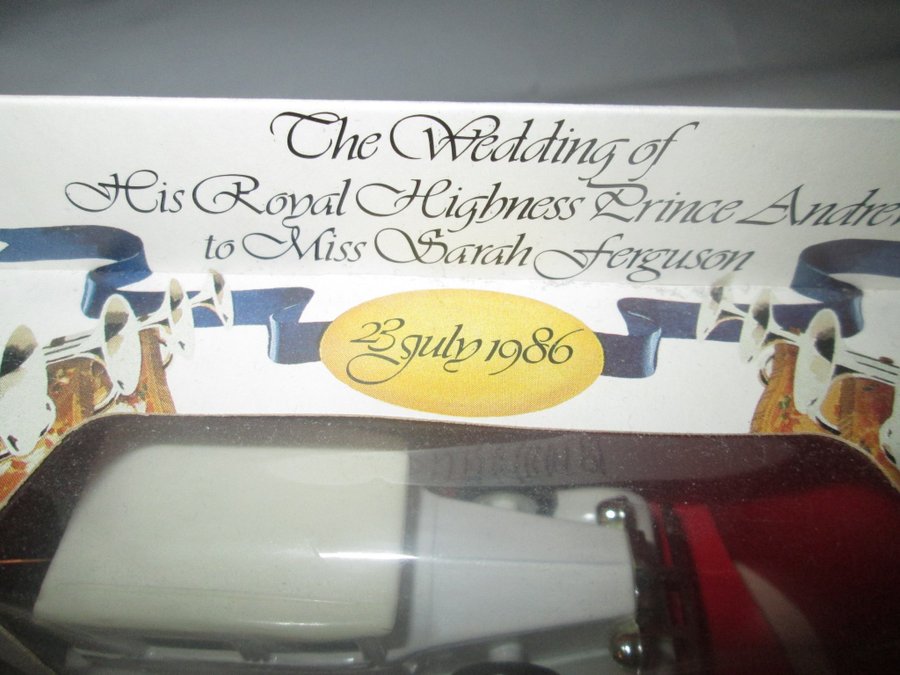 The Wedding of
His Royal Highness Prince Andrew
to Miss Sarah Ferguson
23 July 1986